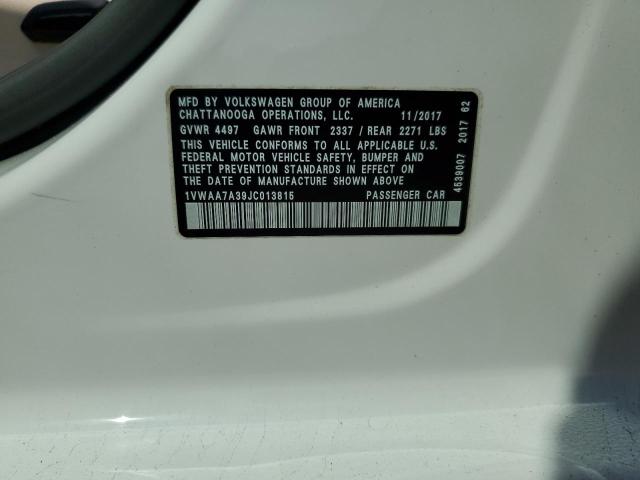 MFD BY VOLKSWAGEN GROUP OF AMERICA
CHATTANOOGA OPERATIONS, LLC. 11/2017
GVWR 4497 GAWR FRONT 2337 / REAR 2271 LBS
THIS VEHICLE CONFORMS TO ALL APPLICABLE U.S.
FEDERAL MOTOR VEHICLE SAFETY, BUMPER AND
THEFT PREVENTION STANDARDS IN EFFECT ON
THE DATE OF MANUFACTURE SHOWN ABOVE
1VWAA7A39JC013815 PASSENGER CAR
4539007 2017 62